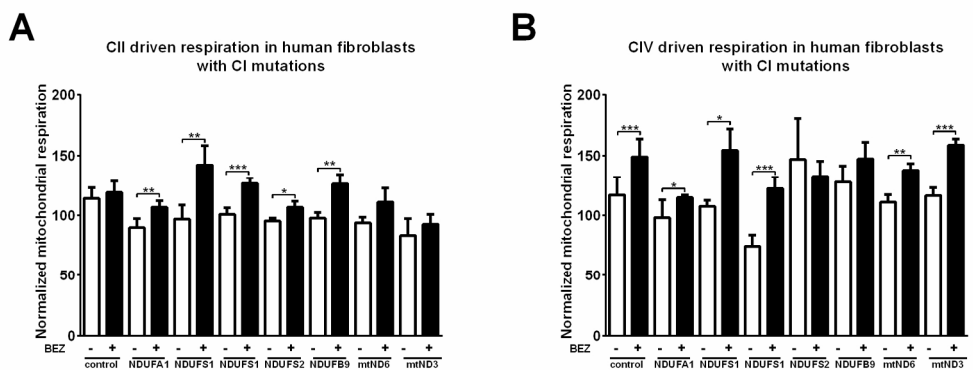 A
CII driven respiration in human fibroblasts
with CI mutations
Normalized mitochondrial respiration
200
150
100
50
0
** ** *** * **
BEZ - + - + - + - + - + - + - + - +
control NDUFA1 NDUFS1 NDUFS1 NDUFS2 NDUFB9 mtND6 mtND3
B
CIV driven respiration in human fibroblasts
with CI mutations
Normalized mitochondrial respiration
200
150
100
50
0
*** * * *** ** ***
BEZ - + - + - + - + - + - + - + - +
control NDUFA1 NDUFS1 NDUFS1 NDUFS2 NDUFB9 mtND6 mtND3